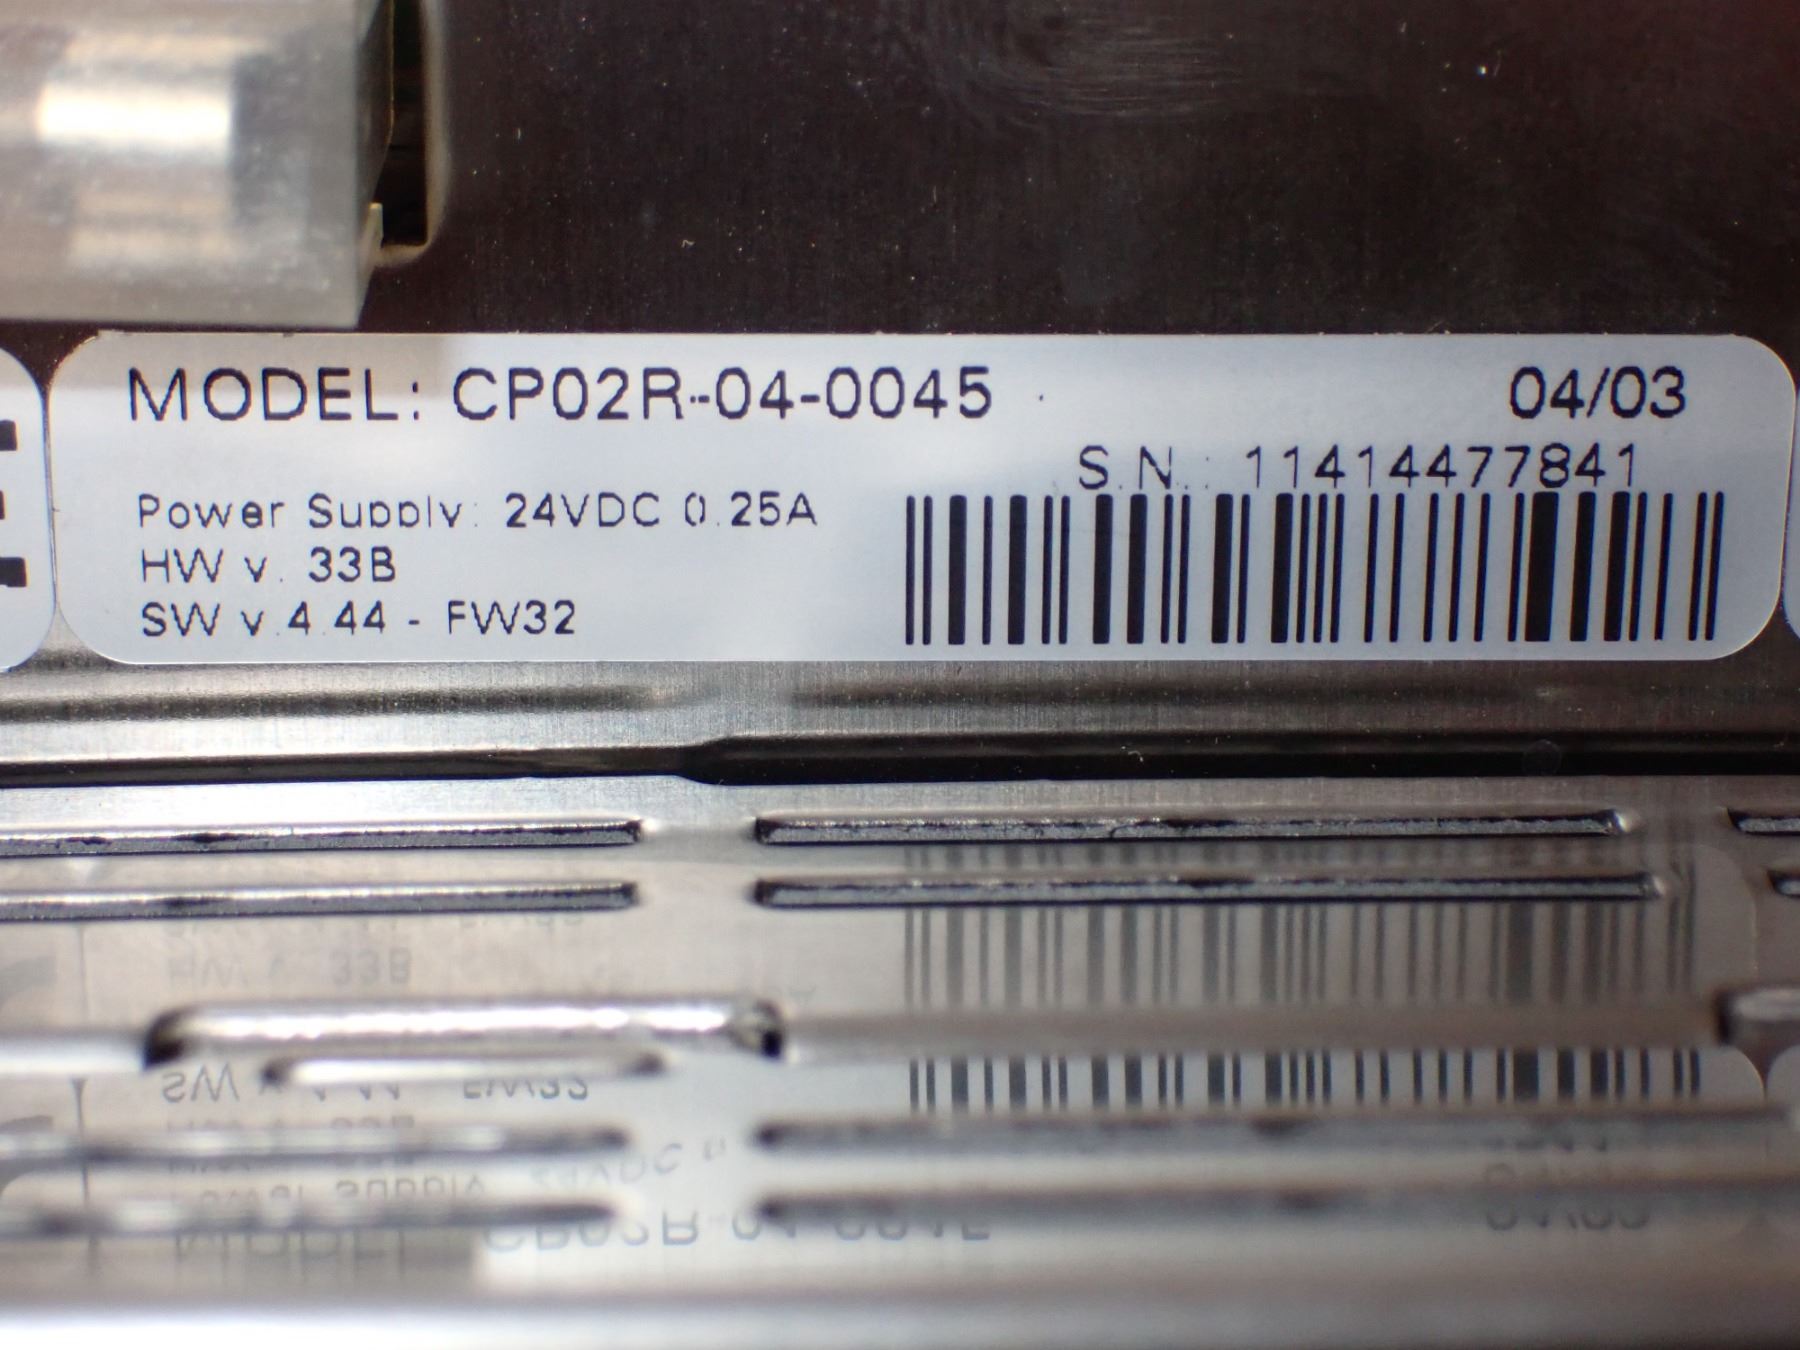 MODEL: CP02R-04-0045
04/03
S.N.: 11414477841
Power Supply: 24VDC 0.25A
HW v. 33B
SW v.4.44 - FW32